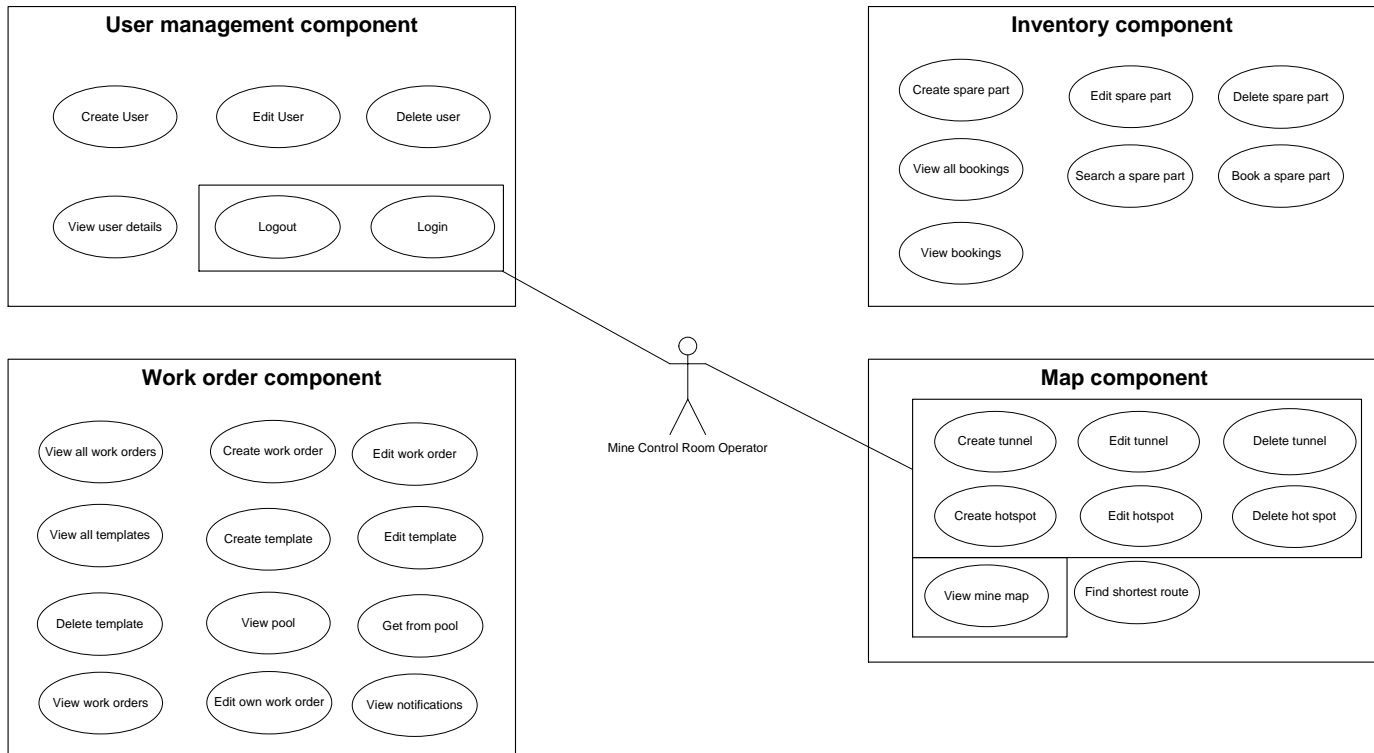 User management component
Create User
Edit User
Delete user
View user details
Logout
Login
Inventory component
Create spare part
Edit spare part
Delete spare part
View all bookings
Search a spare part
Book a spare part
View bookings
Mine Control Room Operator
Work order component
View all work orders
Create work order
Edit work order
View all templates
Create template
Edit template
Delete template
View pool
Get from pool
View work orders
Edit own work order
View notifications
Map component
Create tunnel
Edit tunnel
Delete tunnel
Create hotspot
Edit hotspot
Delete hot spot
View mine map
Find shortest route